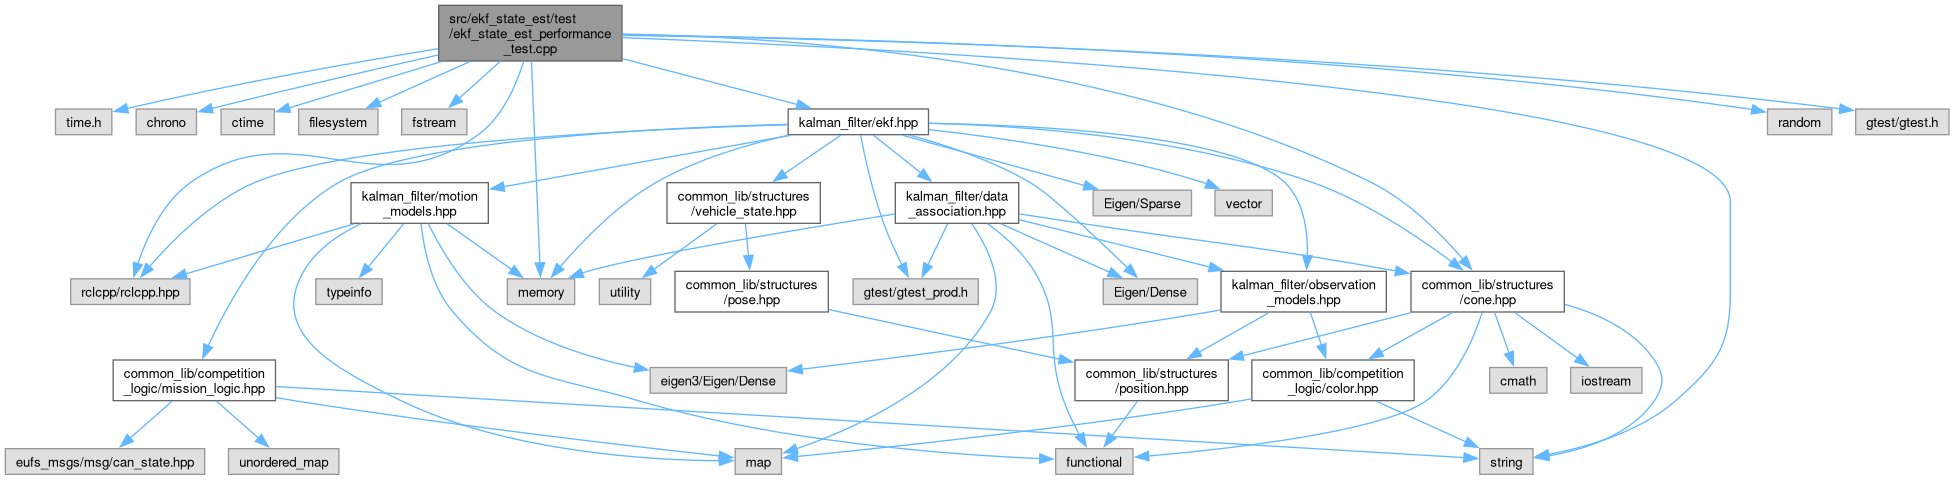 src/ekf_state_est/test
/ekf_state_est_performance
_test.cpp
time.h
chrono
ctime
filesystem
fstream
kalman_filter/ekf.hpp
random
gtest/gtest.h
kalman_filter/motion
_models.hpp
common_lib/structures
/vehicle_state.hpp
kalman_filter/data
_association.hpp
Eigen/Sparse
vector
rclcpp/rclcpp.hpp
typeinfo
memory
utility
common_lib/structures
/pose.hpp
gtest/gtest_prod.h
Eigen/Dense
kalman_filter/observation
_models.hpp
common_lib/structures
/cone.hpp
common_lib/competition
_logic/mission_logic.hpp
eigen3/Eigen/Dense
common_lib/structures
/position.hpp
common_lib/competition
_logic/color.hpp
cmath
iostream
eufs_msgs/msg/can_state.hpp
unordered_map
map
functional
string